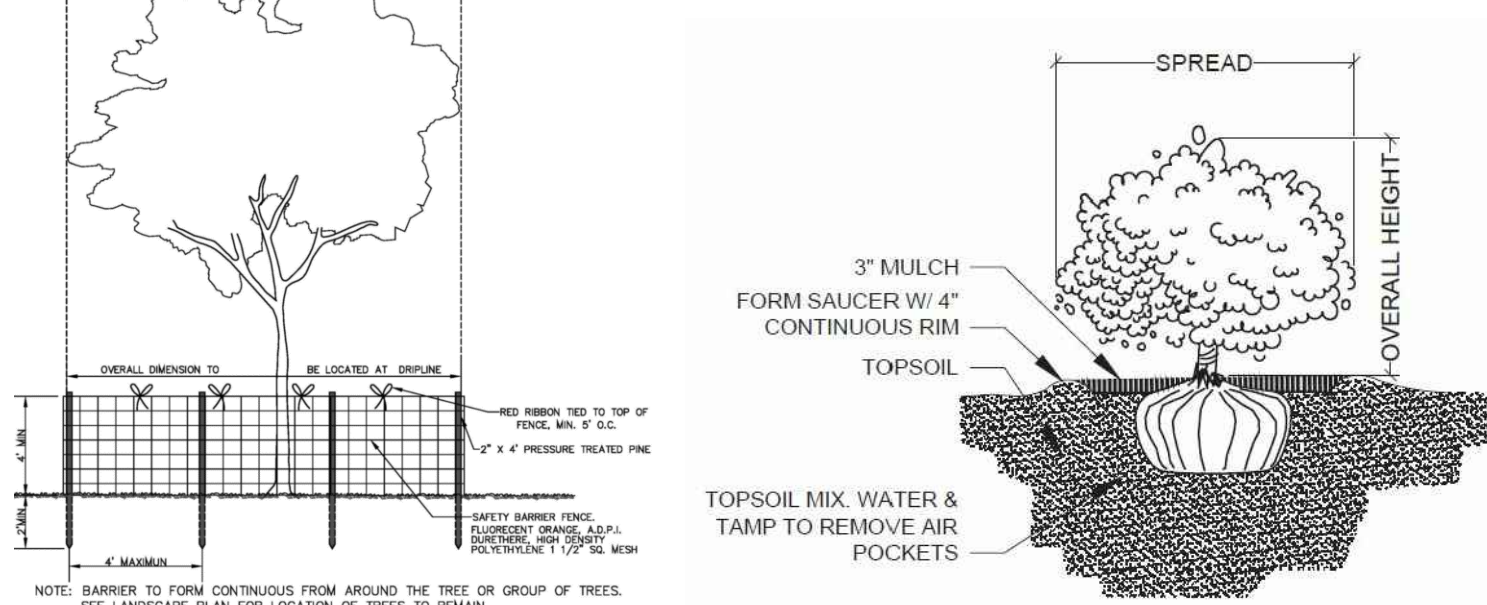 OVERALL DIMENSION TO BE LOCATED AT DRIPLINE
RED RIBBON TIED TO TOP OF
FENCE, MIN. 5' O.C.
2" X 4' PRESSURE TREATED PINE
4' MIN
2'MIN
SAFETY BARRIER FENCE.
FLUORECENT ORANGE, A.D.P.I.
DURETHERE, HIGH DENSITY
POLYETHYLENE 1 1/2" SQ. MESH
4' MAXIMUN
NOTE: BARRIER TO FORM CONTINUOUS FROM AROUND THE TREE OR GROUP OF TREES.
SEE LANDSCAPE PLAN FOR LOCATION OF TREES TO REMAIN
SPREAD
OVERALL HEIGHT
3" MULCH
FORM SAUCER W/ 4"
CONTINUOUS RIM
TOPSOIL
TOPSOIL MIX. WATER &
TAMP TO REMOVE AIR
POCKETS